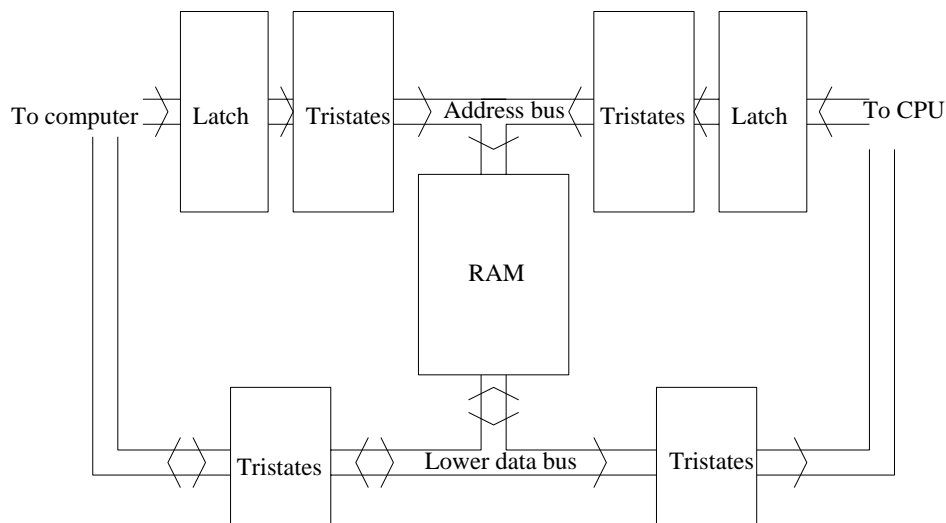 To computer
Latch
Tristates
Address bus
Tristates
Latch
To CPU
RAM
Tristates
Lower data bus
Tristates